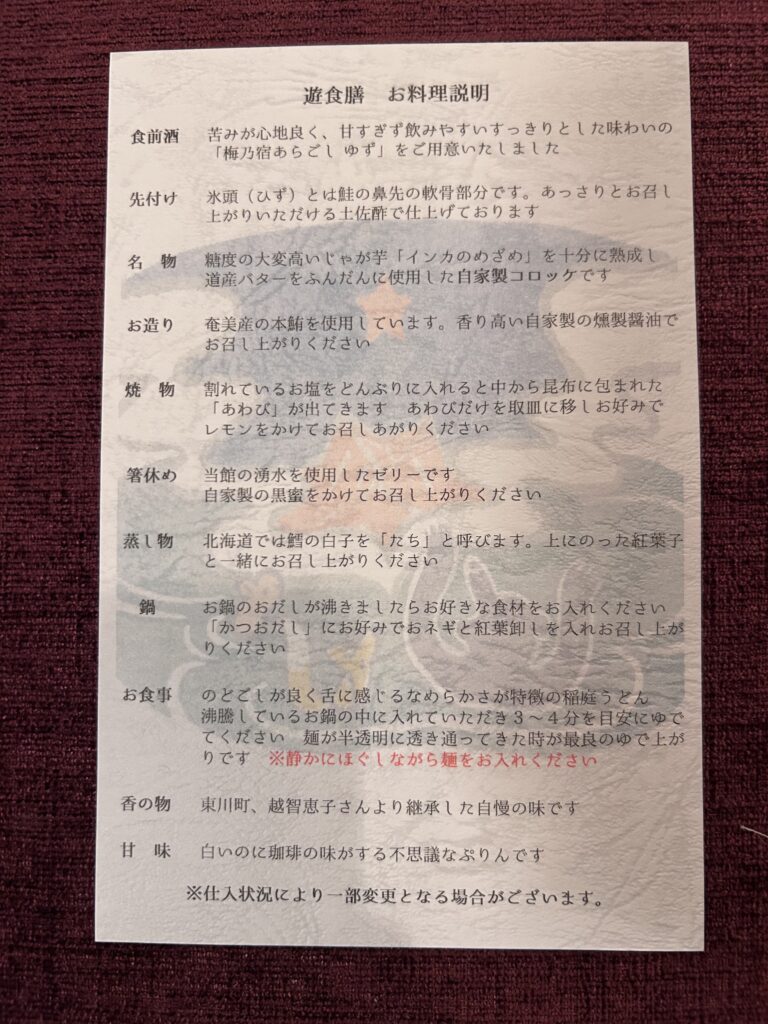 遊食膳　お料理説明
食前酒　苦みが心地良く、甘すぎず飲みやすいすっきりとした味わいの
「梅乃宿あらごし ゆず」をご用意いたしました
先付け　氷頭（ひず）とは鮭の鼻先の軟骨部分です。あっさりとお召し
上がりいただける土佐酢で仕上げております
名　物　糖度の大変高いじゃが芋「インカのめざめ」を十分に熟成し
道産バターをふんだんに使用した自家製コロッケです
お造り　奄美産の本鮪を使用しています。香り高い自家製の燻製醤油で
お召し上がりください
焼　物　割れているお塩をどんぶりに入れると中から昆布に包まれた
「あわび」が出てきます　あわびだけを取皿に移しお好みで
レモンをかけてお召しあがりください
箸休め　当館の湧水を使用したゼリーです
自家製の黒蜜をかけてお召し上がりください
蒸し物　北海道では鱈の白子を「たち」と呼びます。上にのった紅葉子
と一緒にお召し上がりください
鍋　お鍋のおだしが沸きましたらお好きな食材をお入れください
「かつおだし」にお好みでおネギと紅葉卸しを入れお召し上が
りください
お食事　のどごしが良く舌に感じるなめらかさが特徴の稲庭うどん
沸騰しているお鍋の中に入れていただき３～４分を目安にゆで
てください　麺が半透明に透き通ってきた時が最良のゆで上が
りです　※静かにほぐしながら麺をお入れください
香の物　東川町、越智恵子さんより継承した自慢の味です
甘　味　白いのに珈琲の味がする不思議なぷりんです
※仕入状況により一部変更となる場合がございます。